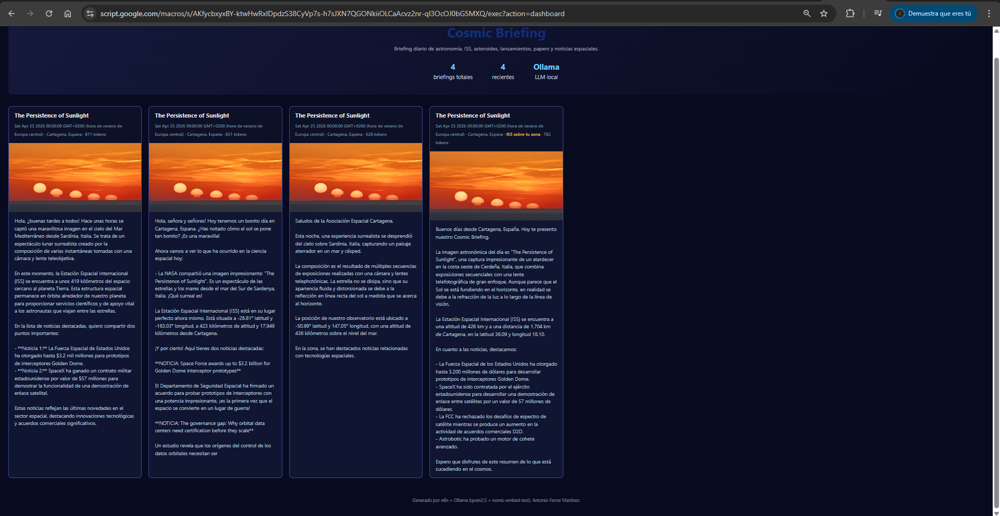 script.google.com/macros/s/AKfycbxyxBY-ktwHwRxlDpdzS38CyVp7s-h7sJXN7QGONkiiOLCaAcvz2nr-qI3OcOJ0bG5MXQ/exec?action=dashboard
Demuestra que eres tú
Cosmic Briefing
Briefing diario de astronomía, ISS, asteroides, lanzamientos, papers y noticias espaciales.
4
briefings totales
4
recientes
Ollama
LLM local
The Persistence of Sunlight
Sat Apr 25 2026 00:00:00 GMT+0200 (hora de verano de
Europa central) · Cartagena, Espana · 811 tokens
Hola, ¿buenas tardes a todos! Hace unas horas se
captó una maravillosa imagen en el cielo del Mar
Mediterráneo desde Sardínia, Italia. Se trata de un
espectáculo lunar surrealista creado por la
composición de varias instantáneas tomadas con una
cámara y lente teleobjetiva.
En este momento, la Estación Espacial Internacional
(ISS) se encuentra a unos 419 kilómetros del espacio
cercano al planeta Tierra. Esta estructura espacial
permanece en órbita alrededor de nuestro planeta
para proporcionar servicios científicos y de apoyo vital
a los astronautas que viajan entre las estrellas.
En la lista de noticias destacadas, quiero compartir dos
puntos importantes:
- **Noticia 1:** La Fuerza Espacial de Estados Unidos
ha otorgado hasta $3.2 mil millones para prototipos
de interceptores Golden Dome.
- **Noticia 2:** SpaceX ha ganado un contrato militar
estadounidense por valor de $57 millones para
demostrar la funcionalidad de una demostración de
enlace satelital.
Estas noticias reflejan las últimas novedades en el
sector espacial, destacando innovaciones tecnológicas
y acuerdos comerciales significativos.
The Persistence of Sunlight
Sat Apr 25 2026 00:00:00 GMT+0200 (hora de verano de
Europa central) · Cartagena, Espana · 831 tokens
Hola, señora y señores! Hoy tenemos un bonito día en
Cartagena, Espana. ¿Has notado cómo el sol se pone
tan bonito? ¡Es una maravilla!
Ahora vamos a ver lo que ha ocurrido en la ciencia
espacial hoy:
- La NASA compartió una imagen impresionante: "The
Persistence of Sunlight". Es un espectáculo de las
estrellas y los mares desde el mar del Sur de Sardenya,
Italia. ¡Qué surreal es!
La Estación Espacial Internacional (ISS) está en su lugar
perfecto ahora mismo. Está situada a -26.81° latitud y
-163.03° longitud, a 423 kilómetros de altitud y 17,949
kilómetros desde Cartagena.
¡Y por cierto! Aquí tienes dos noticias destacadas:
**NOTICIA: Space Force awards up to $3.2 billion for
Golden Dome interceptor prototypes**
El Departamento de Seguridad Espacial ha firmado un
acuerdo para probar prototipos de interceptores con
una potencia impresionante, ¡es la primera vez que el
espacio se convierte en un lugar de guerra!
**NOTICIA: The governance gap: Why orbital data
centers need certification before they scale**
Un estudio revela que los orígenes del control de los
datos orbitales necesitan ser
The Persistence of Sunlight
Sat Apr 25 2026 00:00:00 GMT+0200 (hora de verano de
Europa central) · Cartagena, Espana · 628 tokens
Saludos de la Asociación Espacial Cartagena.
Esta noche, una experiencia surrealista se desprendió
del cielo sobre Sardinia, Italia, capturando un paisaje
aterrador en un mar y césped.
La composición es el resultado de múltiples secuencias
de exposiciones realizadas con una cámara y lentes
telephotónicas. La estrella no se disipa, sino que su
apariencia fluida y distorsionada se debe a la
reflección en línea recta del sol a medida que se acerca
al horizonte.
La posición de nuestro observatorio está ubicado a
-50.99° latitud y 147.05° longitud, con una altitud de
436 kilómetros sobre el nivel del mar.
En la zona, se han destacados noticias relacionadas
con tecnologías espaciales.
The Persistence of Sunlight
Sat Apr 25 2026 00:00:00 GMT+0200 (hora de verano de
Europa central) · Cartagena, Espana · ISS sobre tu zona · 782
tokens
Buenos días desde Cartagena, España. Hoy te presento
nuestro Cosmic Briefing.
La imagen astronómica del día es "The Persistence of
Sunlight", una captura impresionante de un atardecer
en la costa oeste de Cerdeña, Italia, que combina
exposiciones secuenciales con una lente
telefotográfica de gran enfoque. Aunque parece que el
Sol se está fundiendo en el horizonte, en realidad se
debe a la refracción de la luz a lo largo de la línea de
visión.
La Estación Espacial Internacional (ISS) se encuentra a
una altitud de 426 km y a una distancia de 1.704 km
de Cartagena, en la latitud 36.09 y longitud 18.10.
En cuanto a las noticias, destacamos:
- La Fuerza Espacial de los Estados Unidos ha otorgado
hasta 3.200 millones de dólares para desarrollar
prototipos de interceptores Golden Dome.
- SpaceX ha sido contratada por el ejército
estadounidense para desarrollar una demostración de
enlace entre satélites por un valor de 57 millones de
dólares.
- La FCC ha rechazado los desafíos de espectro de
satélite mientras se produce un aumento en la
actividad de acuerdos comerciales D2D.
- Astrobotic ha probado un motor de cohete
avanzado.
Espero que disfrutes de este resumen de lo que está
sucediendo en el cosmos.
Generado por n8n + Ollama (qwen2.5 + nomic-embed-text). Antonio Ferrer Martínez.